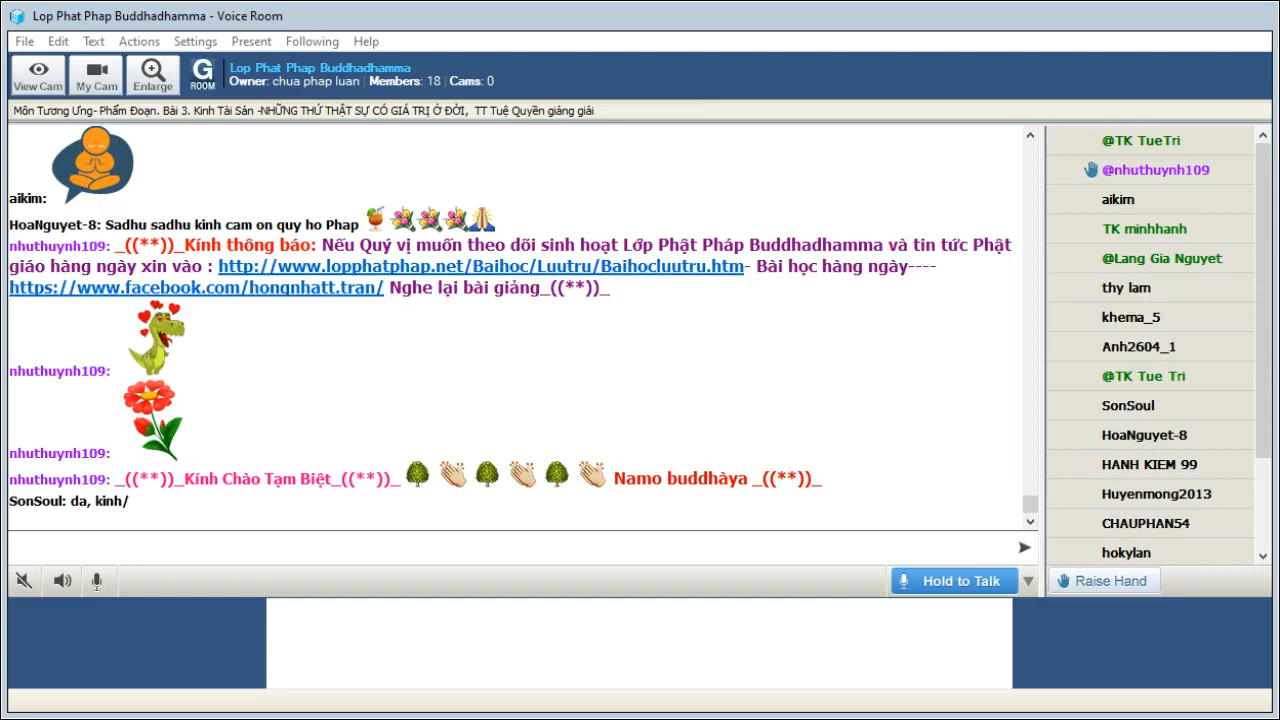 Lop Phat Phap Buddhadhamma - Voice Room
File Edit Text Actions Settings Present Following Help
View Cam My Cam Enlarge G ROOM
Lop Phat Phap Buddhadhamma
Owner: chua phap luan Members: 18 Cams: 0
Môn Tương Ưng- Phẩm Đoạn. Bài 3. Kinh Tài Sản -NHỮNG THỨ THẬT SỰ CÓ GIÁ TRỊ Ở ĐỜI, TT Tuệ Quyền giảng giải
aikim:
HoaNguyet-8: Sadhu sadhu kinh cam on quy ho Phap
nhuthuynh109: _((**))_Kính thông báo: Nếu Quý vị muốn theo dõi sinh hoạt Lớp Phật Pháp Buddhadhamma và tin tức Phật
giáo hàng ngày xin vào : http://www.lopphatphap.net/Baihoc/Luutru/Baihocluutru.htm- Bài học hàng ngày----
https://www.facebook.com/hongnhatt.tran/ Nghe lại bài giảng_((**))_
nhuthuynh109:
nhuthuynh109:
nhuthuynh109: _((**))_Kính Chào Tạm Biệt_((**))_ Namo buddhàya _((**))_
SonSoul: da, kinh/
Hold to Talk
@TK TueTri
@nhuthuynh109
aikim
TK minhhanh
@Lang Gia Nguyet
thy lam
khema_5
Anh2604_1
@TK Tue Tri
SonSoul
HoaNguyet-8
HANH KIEM 99
Huyenmong2013
CHAUPHAN54
hokylan
Raise Hand